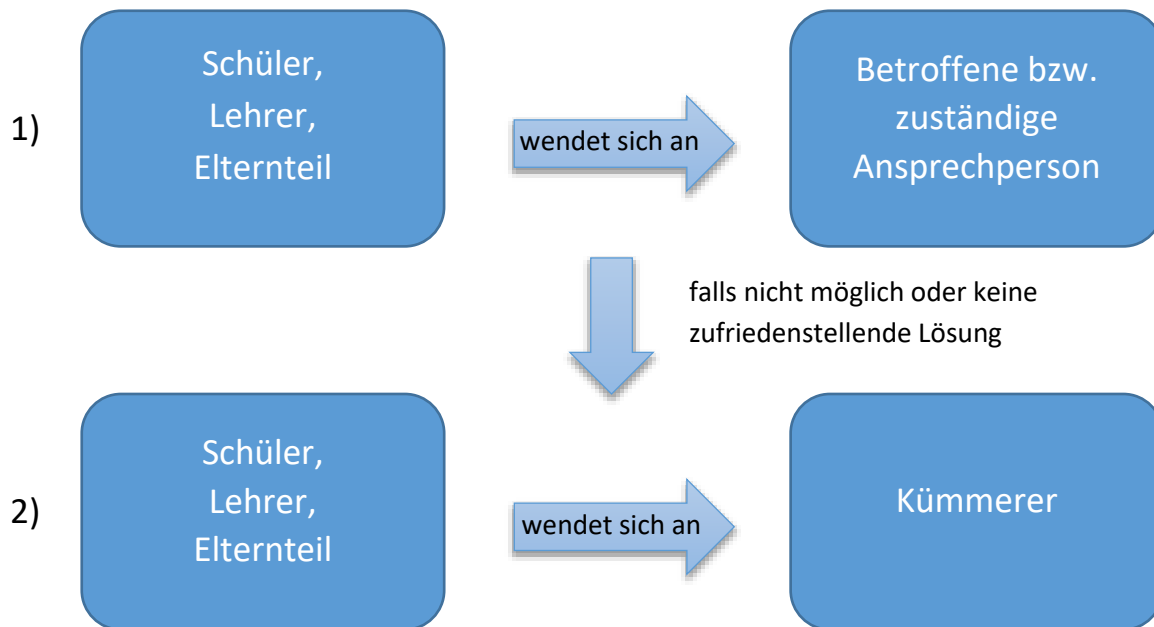 1)
Schüler,
Lehrer,
Elternteil
wendet sich an
Betroffene bzw.
zuständige
Ansprechperson
falls nicht möglich oder keine
zufriedenstellende Lösung
2)
Schüler,
Lehrer,
Elternteil
wendet sich an
Kümmerer